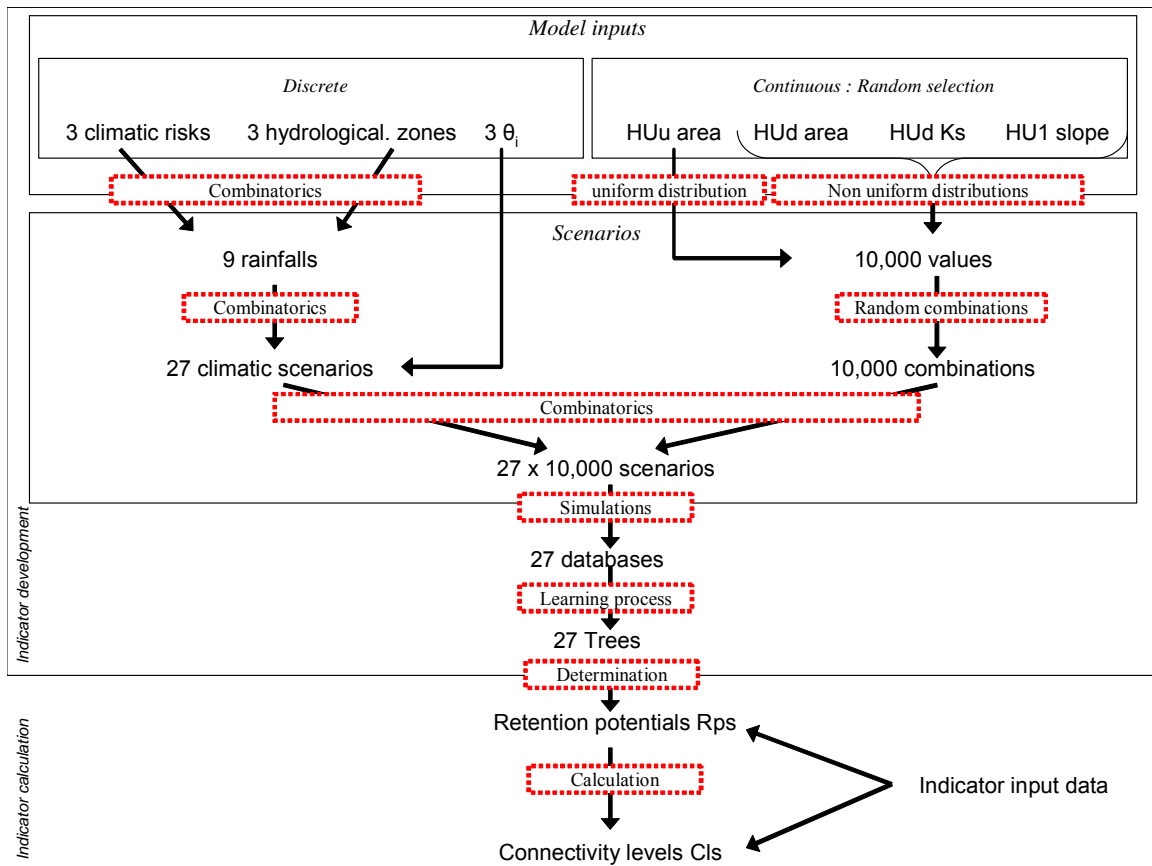 Model inputs
Discrete
Continuous : Random selection
3 climatic risks 3 hydrological. zones 3 θi
HUu area HUd area HUd Ks HU1 slope
Combinatorics
uniform distribution
Non uniform distributions
Scenarios
9 rainfalls
10,000 values
Combinatorics
Random combinations
27 climatic scenarios
10,000 combinations
Combinatorics
27 x 10,000 scenarios
Simulations
27 databases
Learning process
27 Trees
Determination
Indicator development
Retention potentials Rps
Calculation
Indicator input data
Connectivity levels Cls
Indicator calculation